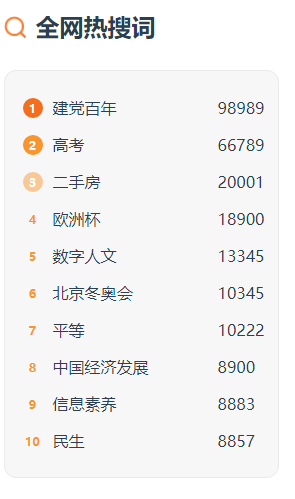 全网热搜词
1 建党百年 98989
2 高考 66789
3 二手房 20001
4 欧洲杯 18900
5 数字人文 13345
6 北京冬奥会 10345
7 平等 10222
8 中国经济发展 8900
9 信息素养 8883
10 民生 8857